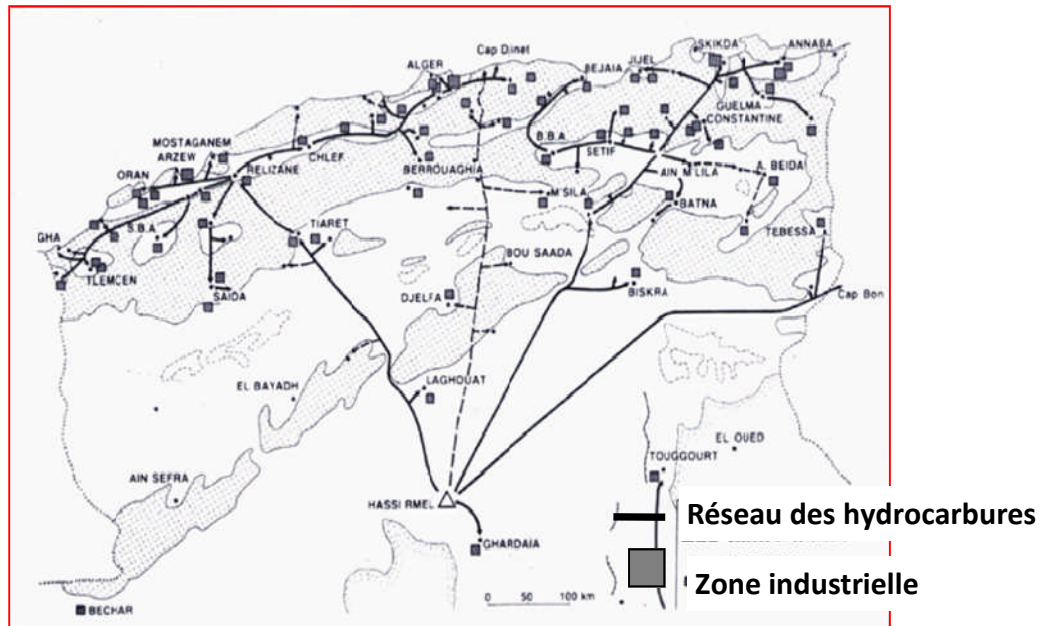 Cap Dinet
SKIKDA
ANNABA
ALGER
BEJAIA
JIJEL
GUELMA
CONSTANTINE
MOSTAGANEM
ARZEW
B.B.A
SETIF
CHLEF
ORAN
RELIZANE
BERROUAGHIA
AIN M'LILA
A. BEIDA
M'SILA
BATNA
S.B.A
TIARET
TEBESSA
GHA
BOU SAADA
TLEMCEN
SAIDA
DJELFA
BISKRA
Cap Bon
EL BAYADH
LAGHOUAT
EL OUED
TOUGGOURT
AIN SEFRA
HASSI RMEL
Réseau des hydrocarbures
GHARDAIA
Zone industrielle
0 50 100 km
BECHAR